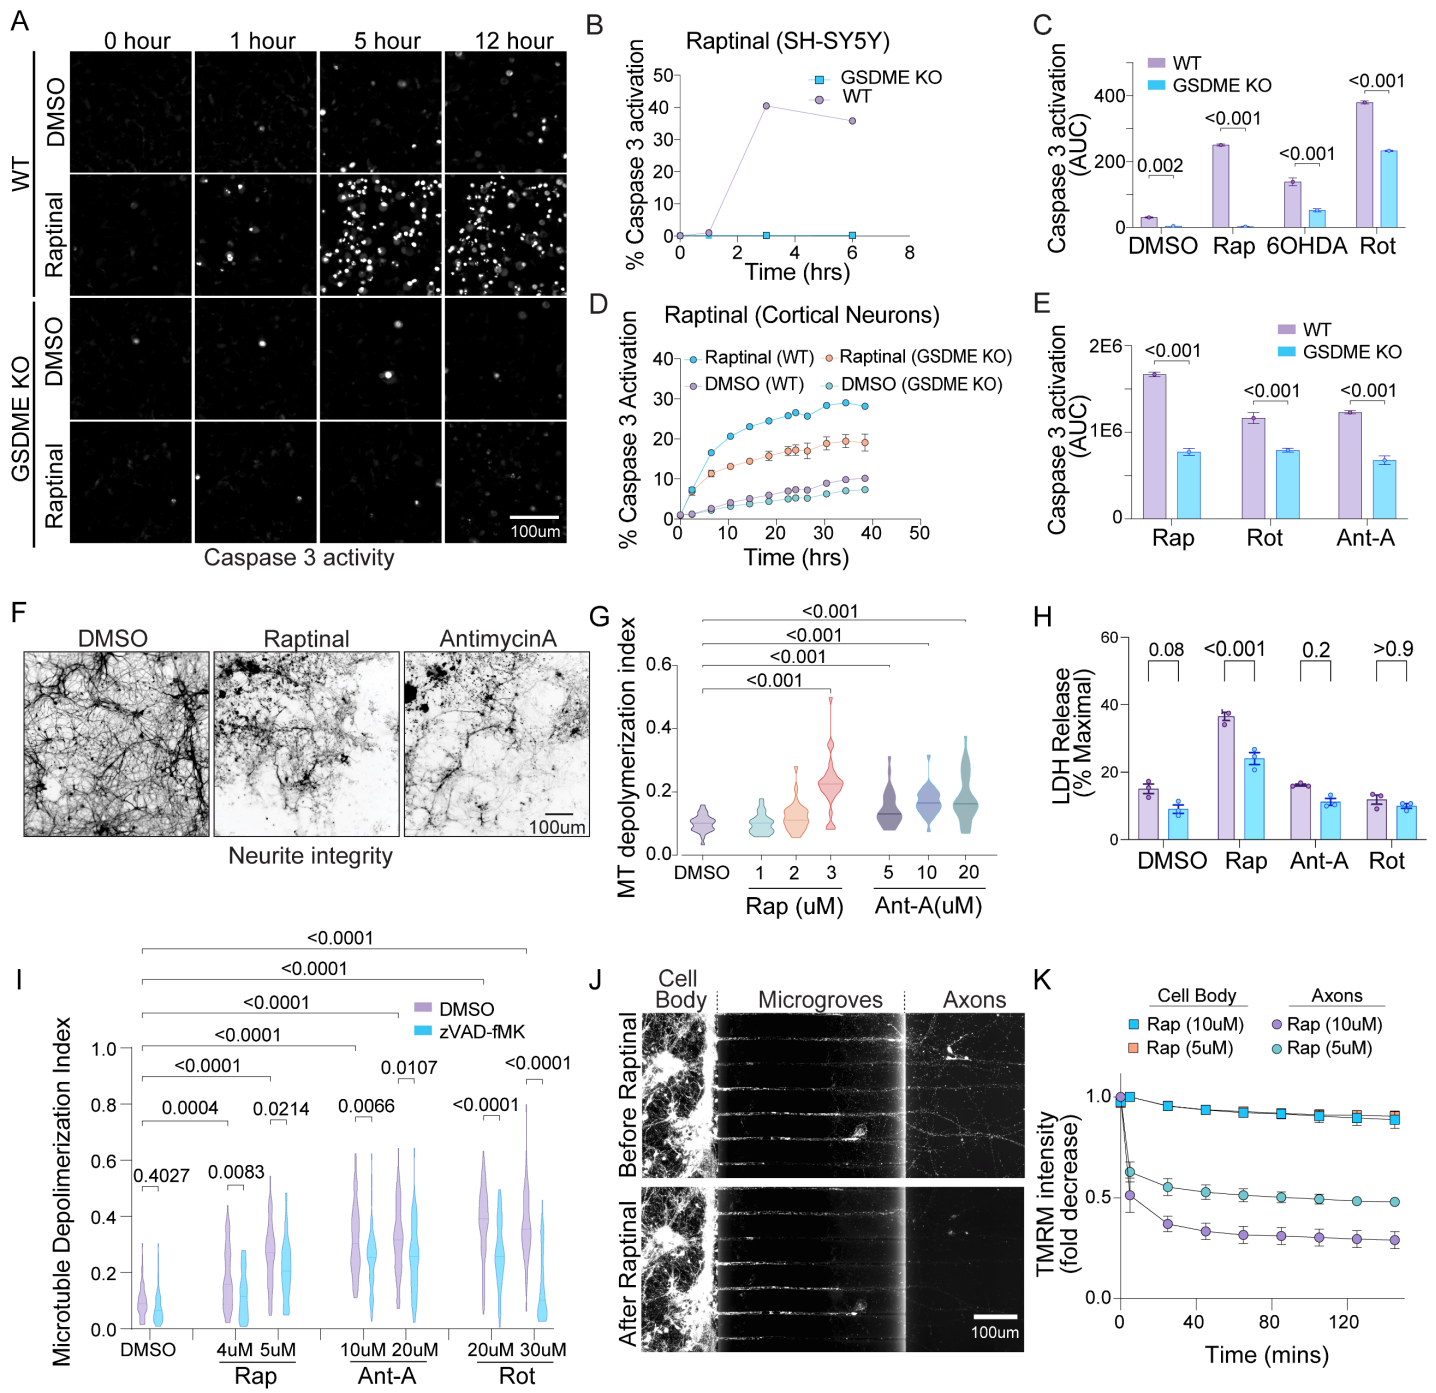 A
0 hour
1 hour
5 hour
12 hour
WT
DMSO
Raptinal
GSDME KO
DMSO
Raptinal
100um
Caspase 3 activity
B
Raptinal (SH-SY5Y)
GSDME KO
WT
% Caspase 3 activation
50
40
30
20
10
0
0 2 4 6 8
Time (hrs)
C
WT
GSDME KO
Caspase 3 activation
(AUC)
400
200
0
0.002
<0.001
<0.001
<0.001
DMSO Rap 6OHDA Rot
D
Raptinal (Cortical Neurons)
Raptinal (WT)
Raptinal (GSDME KO)
DMSO (WT)
DMSO (GSDME KO)
% Caspase 3 Activation
40
30
20
10
0
0 10 20 30 40 50
Time (hrs)
E
WT
GSDME KO
Caspase 3 activation
(AUC)
2E6
1E6
0
<0.001
<0.001
<0.001
Rap Rot Ant-A
F
DMSO
Raptinal
AntimycinA
100um
Neurite integrity
G
MT depolymerization index
<0.001
<0.001
<0.001
<0.001
0.6
0.4
0.2
0.0
DMSO 1 2 3 5 10 20
Rap (uM) Ant-A(uM)
H
LDH Release
(% Maximal)
60
40
20
0
0.08
<0.001
0.2
>0.9
DMSO Rap Ant-A Rot
I
<0.0001
<0.0001
<0.0001
<0.0001
<0.0001
0.0004
DMSO
zVAD-fMK
Microtuble Depolimerization Index
1.0
0.8
0.6
0.4
0.2
0.0
0.4027
0.0083
0.0214
0.0066
0.0107
<0.0001
<0.0001
DMSO 4uM 5uM 10uM 20uM 20uM 30uM
Rap Ant-A Rot
J
Cell
Body
Microgroves
Axons
Before Raptinal
After Raptinal
100um
K
Cell Body Axons
Rap (10uM) Rap (10uM)
Rap (5uM) Rap (5uM)
TMRM intensity
(fold decrease)
1.0
0.5
0.0
0 40 80 120
Time (mins)